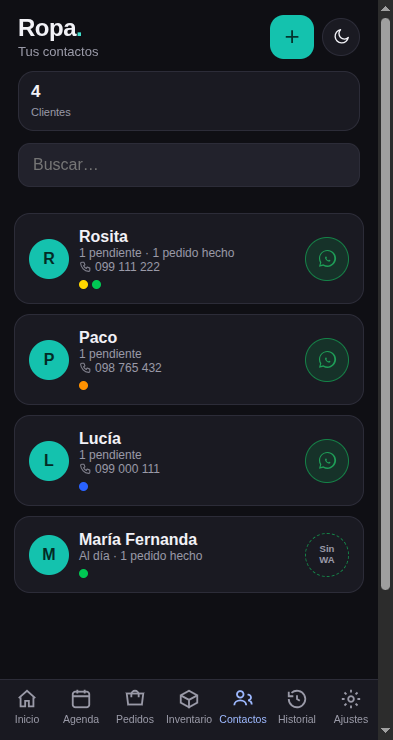 Ropa.
Tus contactos
4
Clientes
Buscar…
R
Rosita
1 pendiente · 1 pedido hecho
099 111 222
P
Paco
1 pendiente
098 765 432
L
Lucía
1 pendiente
099 000 111
M
María Fernanda
Al día · 1 pedido hecho
Sin
WA
Inicio
Agenda
Pedidos
Inventario
Contactos
Historial
Ajustes